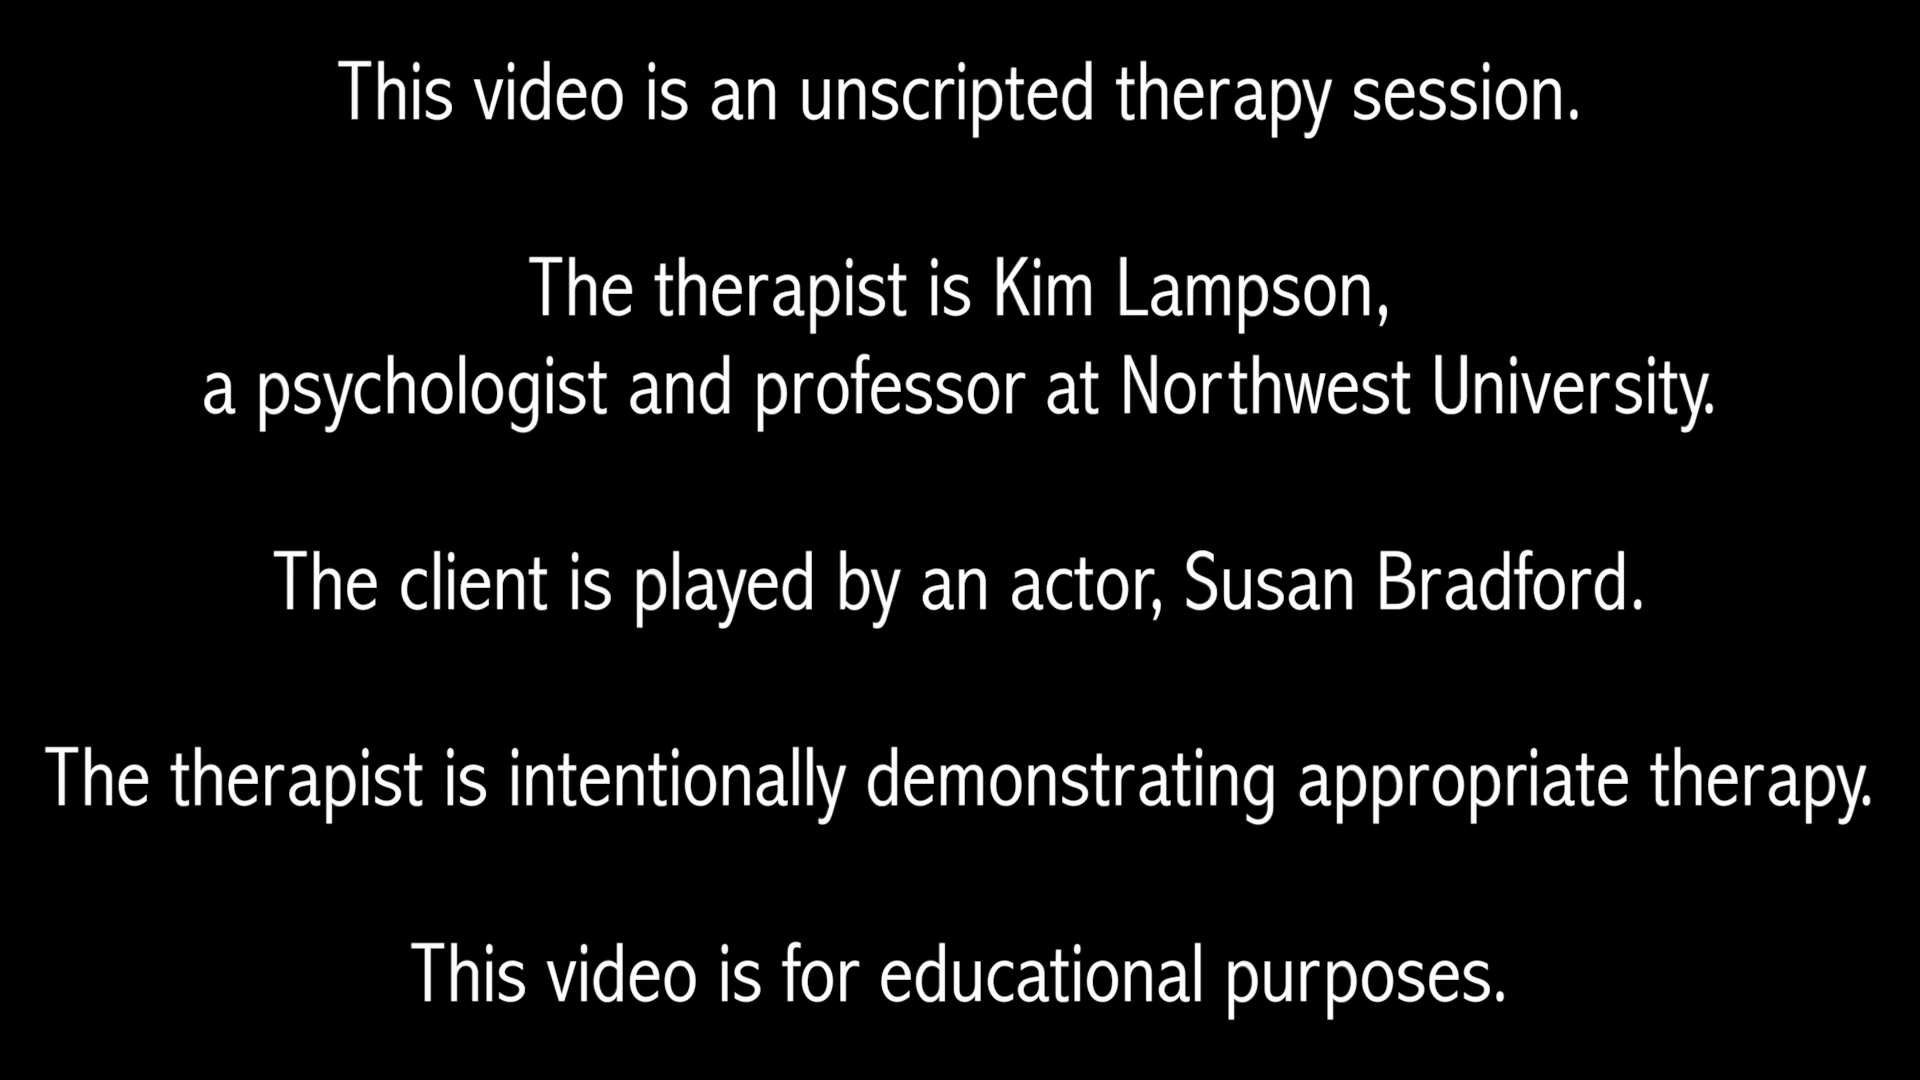 This video is an unscripted therapy session.
The therapist is Kim Lampson,
a psychologist and professor at Northwest University.
The client is played by an actor, Susan Bradford.
The therapist is intentionally demonstrating appropriate therapy.
This video is for educational purposes.